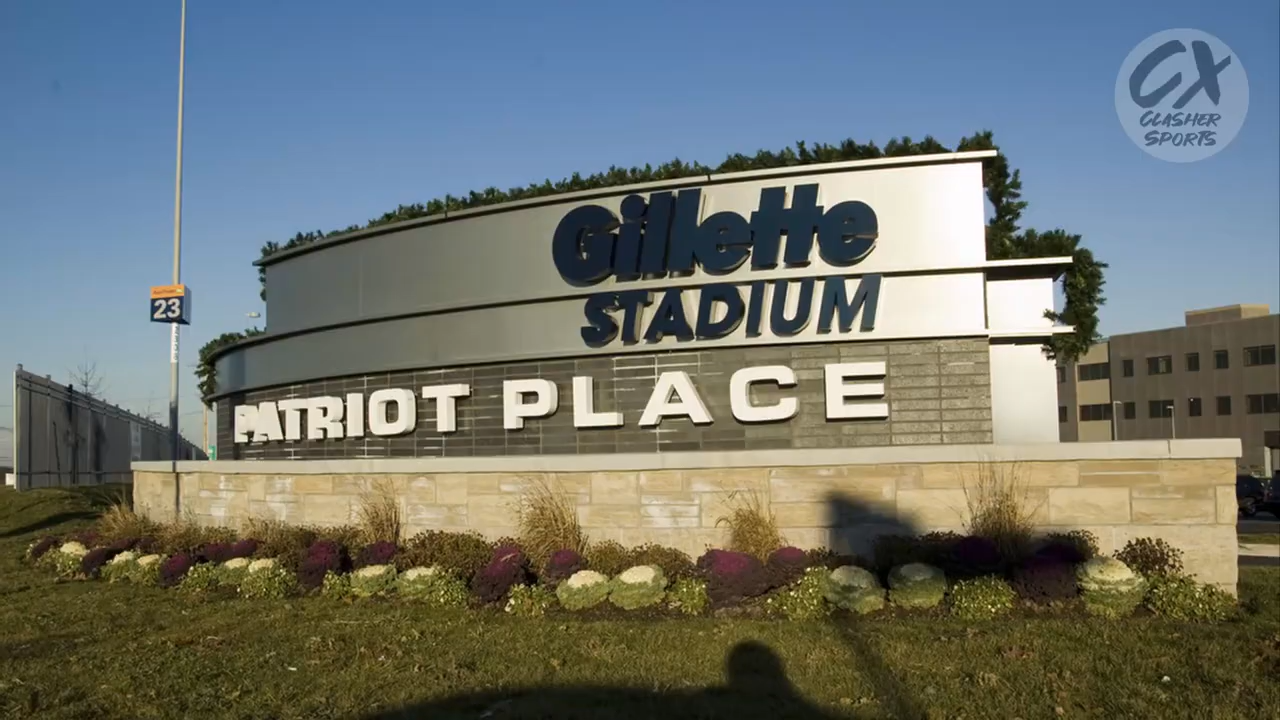 CX
CLASHER
SPORTS
Gillette
STADIUM
23
PATRIOT PLACE